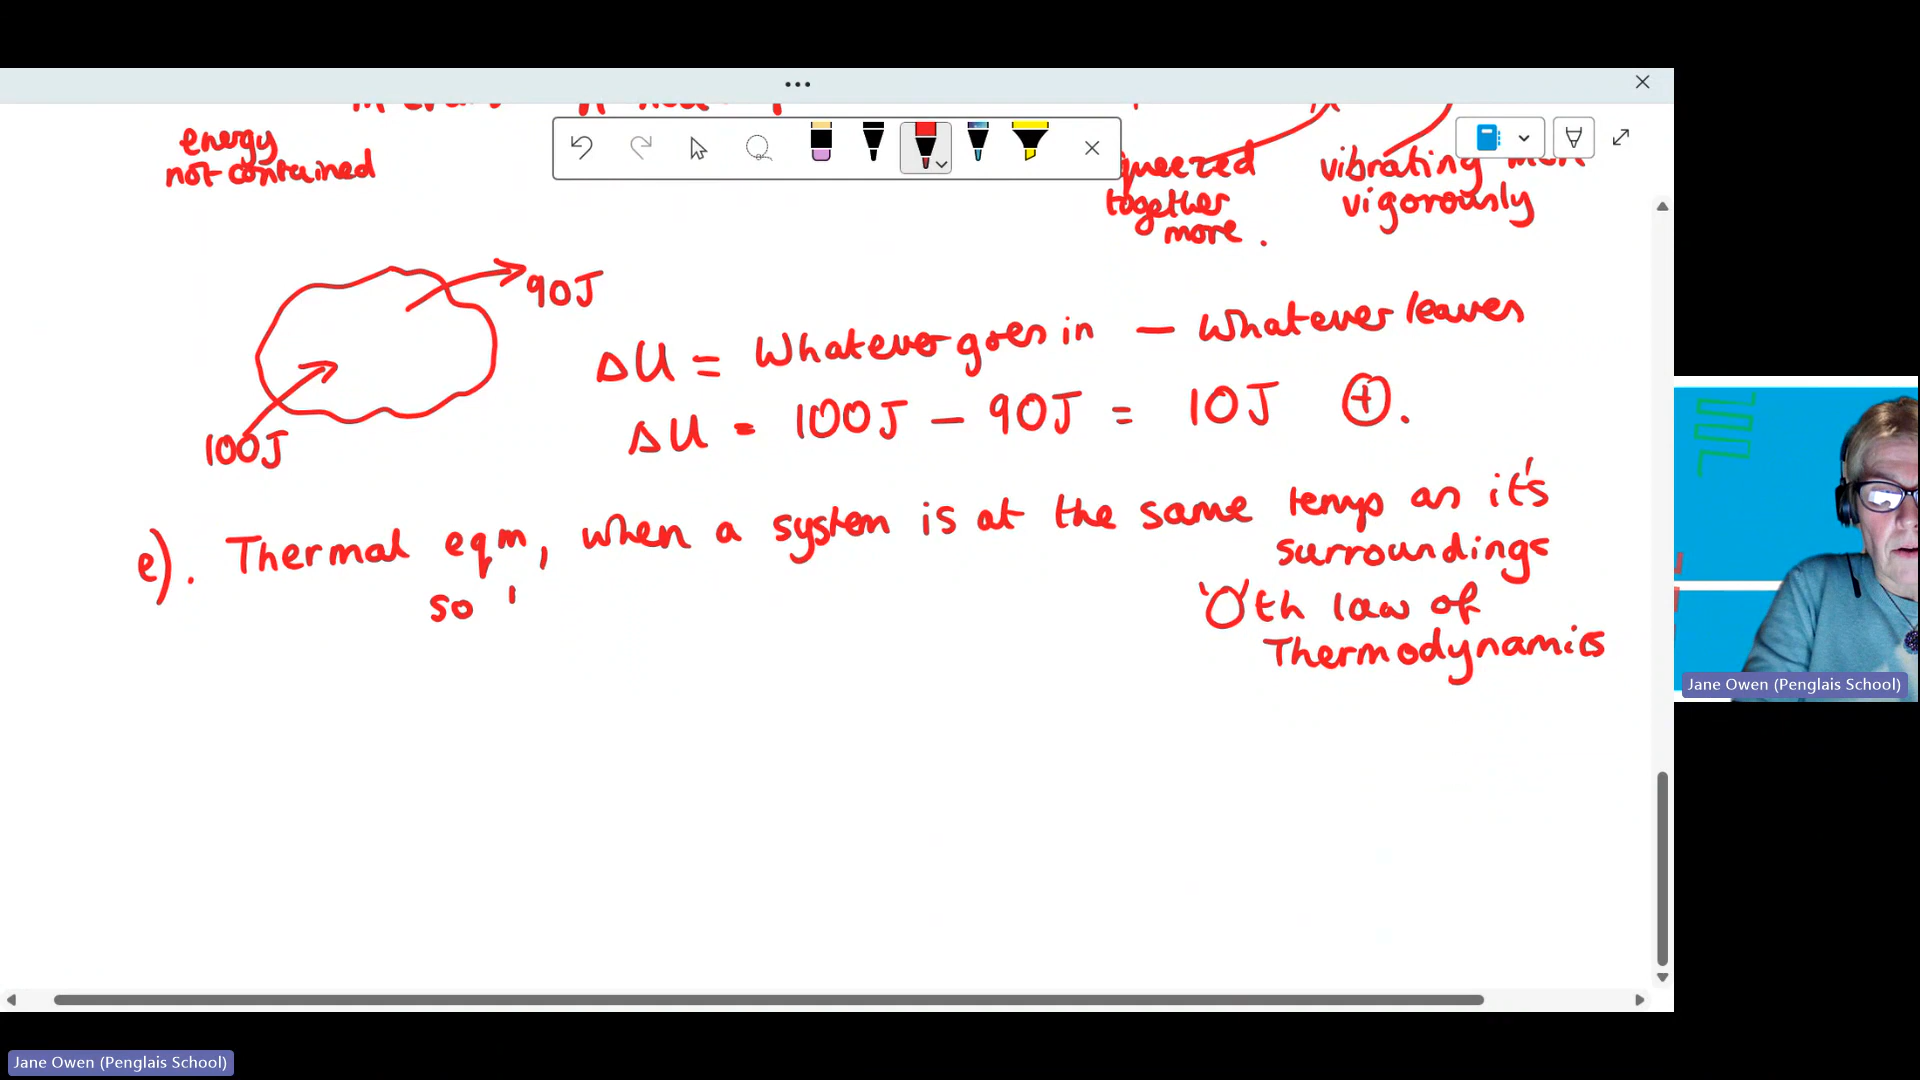 energy
not contained
queezed
together
more.
vibrating
vigorously
90J
100J
ΔU = Whatever goes in — Whatever leaves
ΔU = 100J — 90J = 10J (+).
e). Thermal eqm, when a system is at the same temp as it's
surroundings
so '
'0'th law of
Thermodynamics
Jane Owen (Penglais School)
Jane Owen (Penglais School)